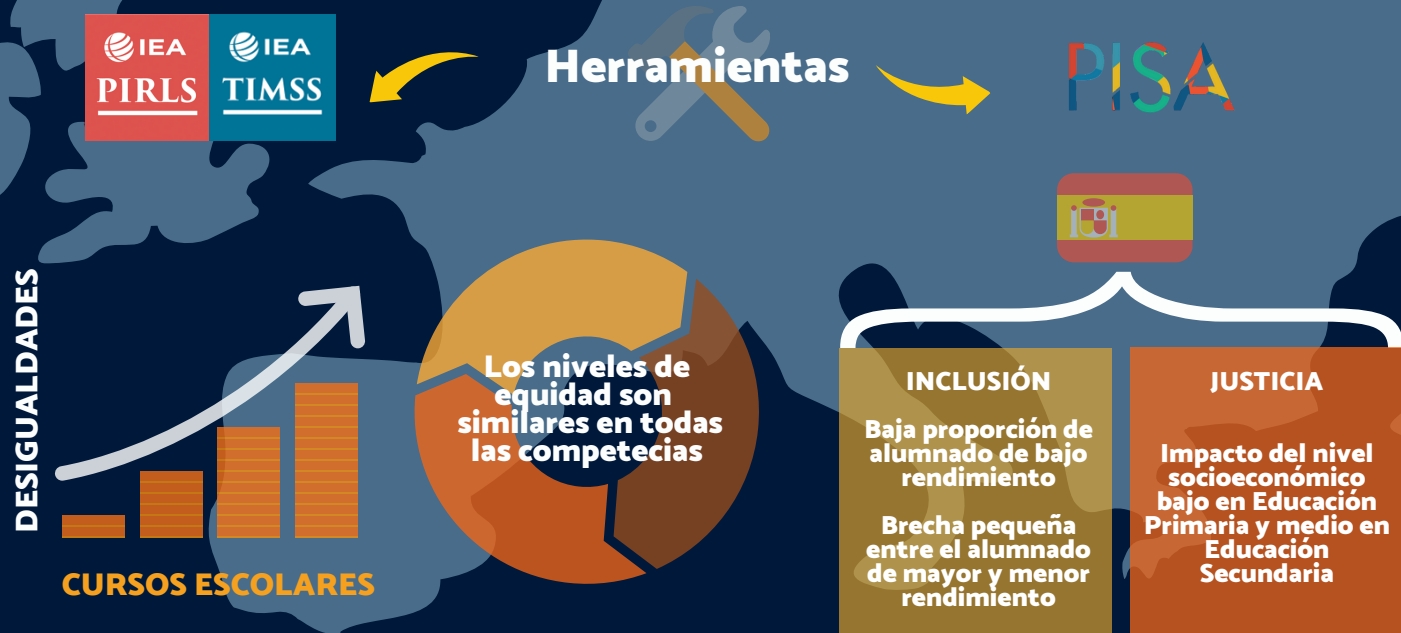 IEA
PIRLS
IEA
TIMSS
Herramientas
PISA
DESIGUALDADES
CURSOS ESCOLARES
Los niveles de
equidad son
similares en todas
las competecias
INCLUSIÓN
Baja proporción de
alumnado de bajo
rendimiento
Brecha pequeña
entre el alumnado
de mayor y menor
rendimiento
JUSTICIA
Impacto del nivel
socioeconómico
bajo en Educación
Primaria y medio en
Educación
Secundaria